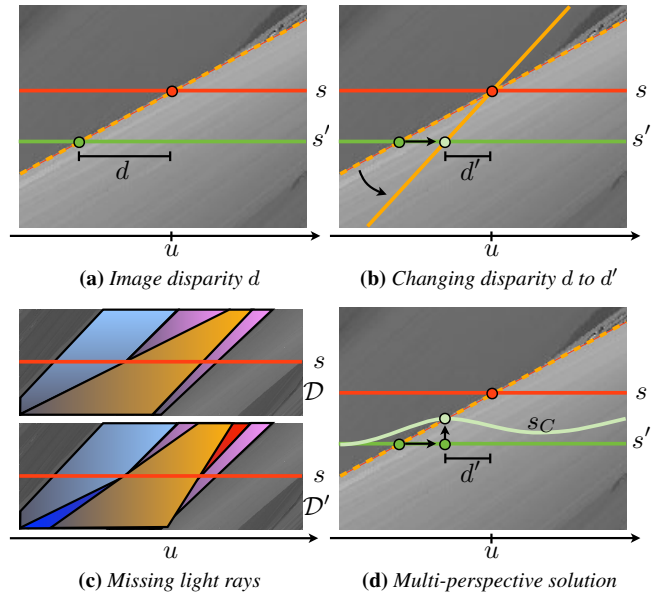 s
s′
d
u
(a) Image disparity d
s
s′
d′
u
(b) Changing disparity d to d′
s
𝒟
s
𝒟′
u
(c) Missing light rays
s
s_C
s′
d′
u
(d) Multi-perspective solution